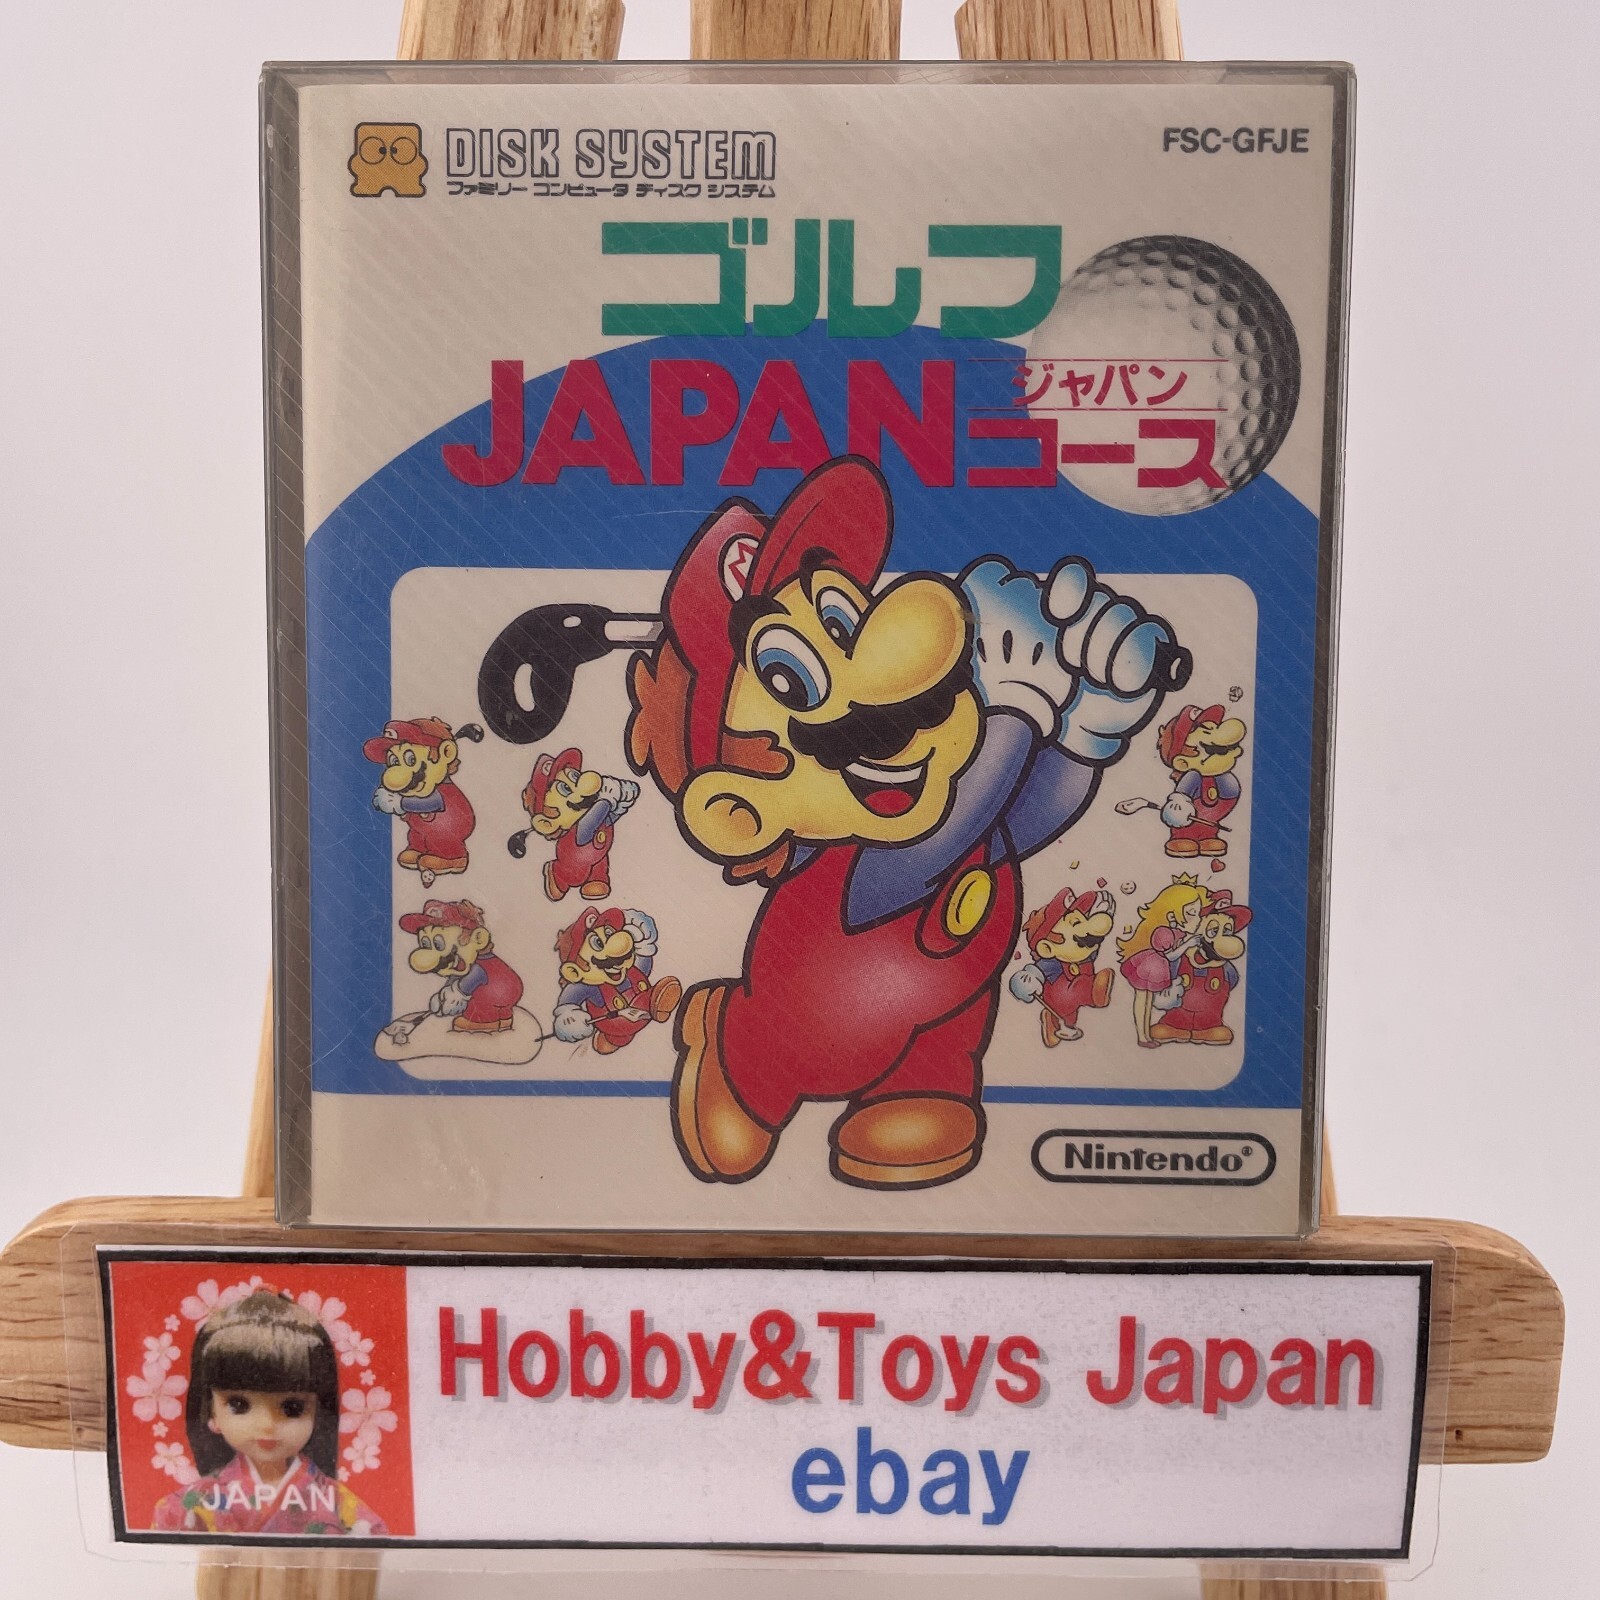 DISK SYSTEM
ファミリー コンピュータ ディスク システム
FSC-GFJE
ゴルフ
JAPAN
ジャパン
コース
M
Nintendo®
Hobby&Toys Japan
ebay
JAPAN